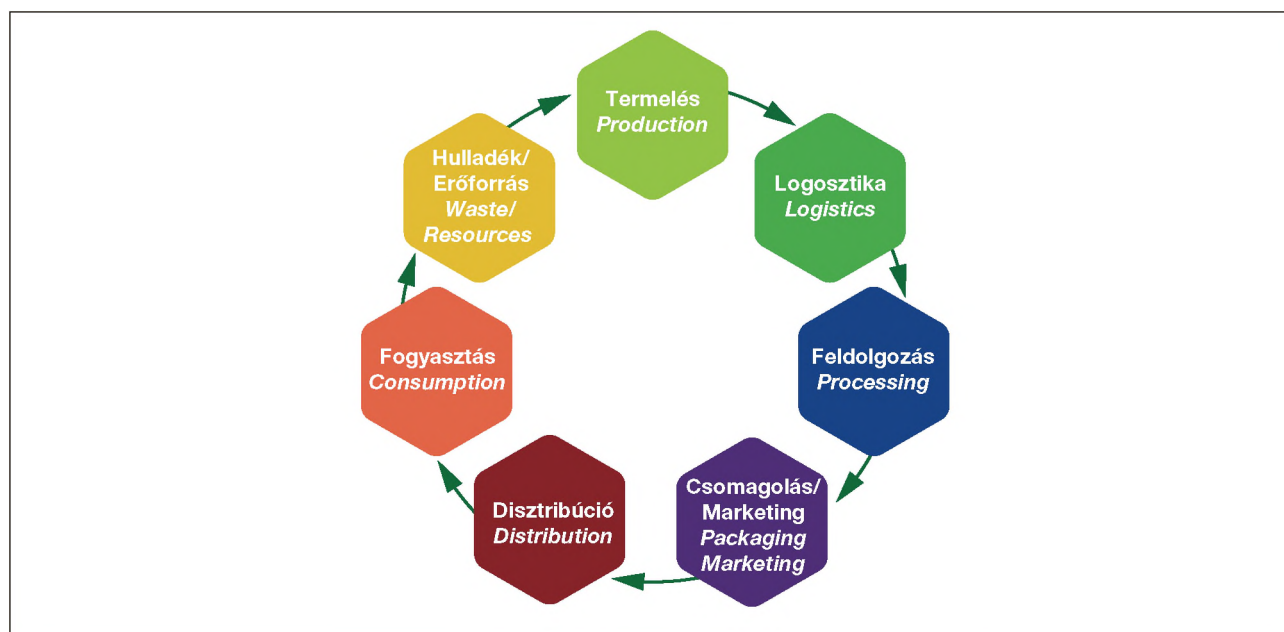 Termelés
Production
Logosztika
Logistics
Feldolgozás
Processing
Csomagolás/
Marketing
Packaging
Marketing
Disztribúció
Distribution
Fogyasztás
Consumption
Hulladék/
Erőforrás
Waste/
Resources